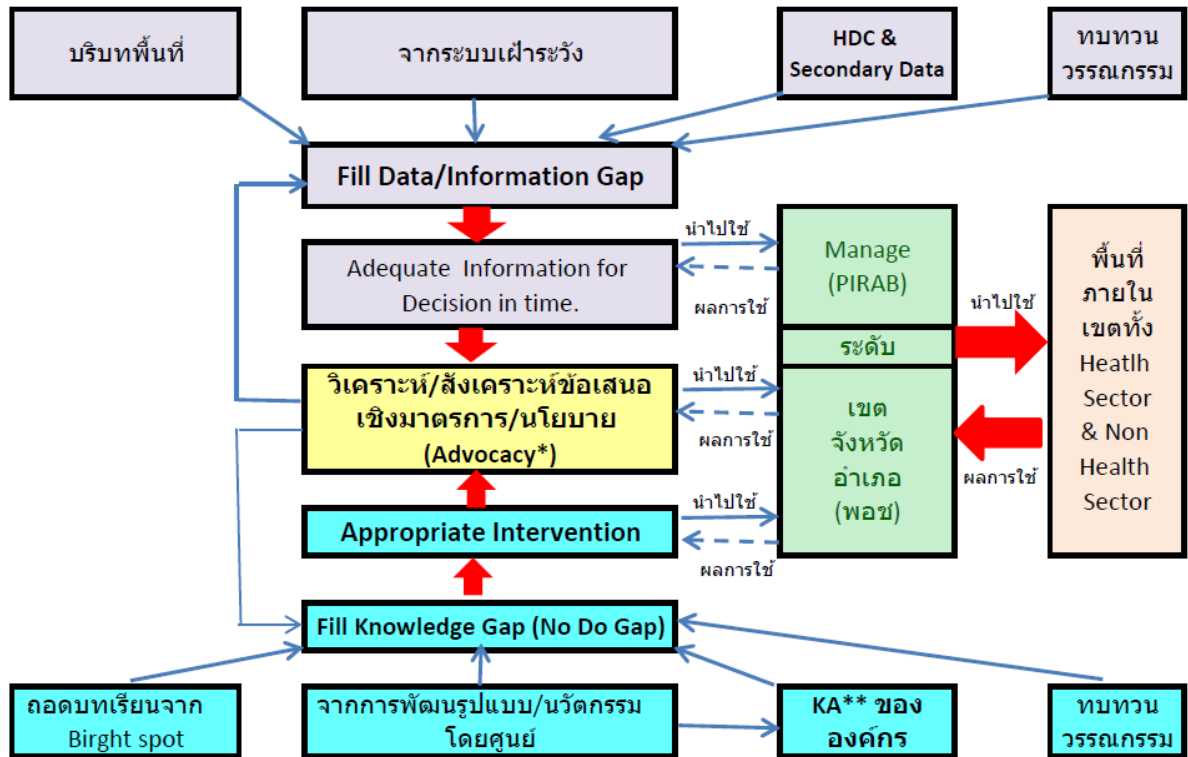 บริบทพื้นที่
จากระบบเฝ้าระวัง
HDC &
Secondary Data
ทบทวน
วรรณกรรม
Fill Data/Information Gap
Adequate Information for
Decision in time.
นำไปใช้
ผลการใช้
Manage
(PIRAB)
ระดับ
เขต
จังหวัด
อำเภอ
(พอช)
นำไปใช้
ผลการใช้
พื้นที่
ภายใน
เขตทั้ง
Heatlh
Sector
& Non
Health
Sector
วิเคราะห์/สังเคราะห์ข้อเสนอ
เชิงมาตรการ/นโยบาย
(Advocacy*)
นำไปใช้
ผลการใช้
Appropriate Intervention
นำไปใช้
ผลการใช้
Fill Knowledge Gap (No Do Gap)
ถอดบทเรียนจาก
Birght spot
จากการพัฒนรูปแบบ/นวัตกรรม
โดยศูนย์
KA** ของ
องค์กร
ทบทวน
วรรณกรรม